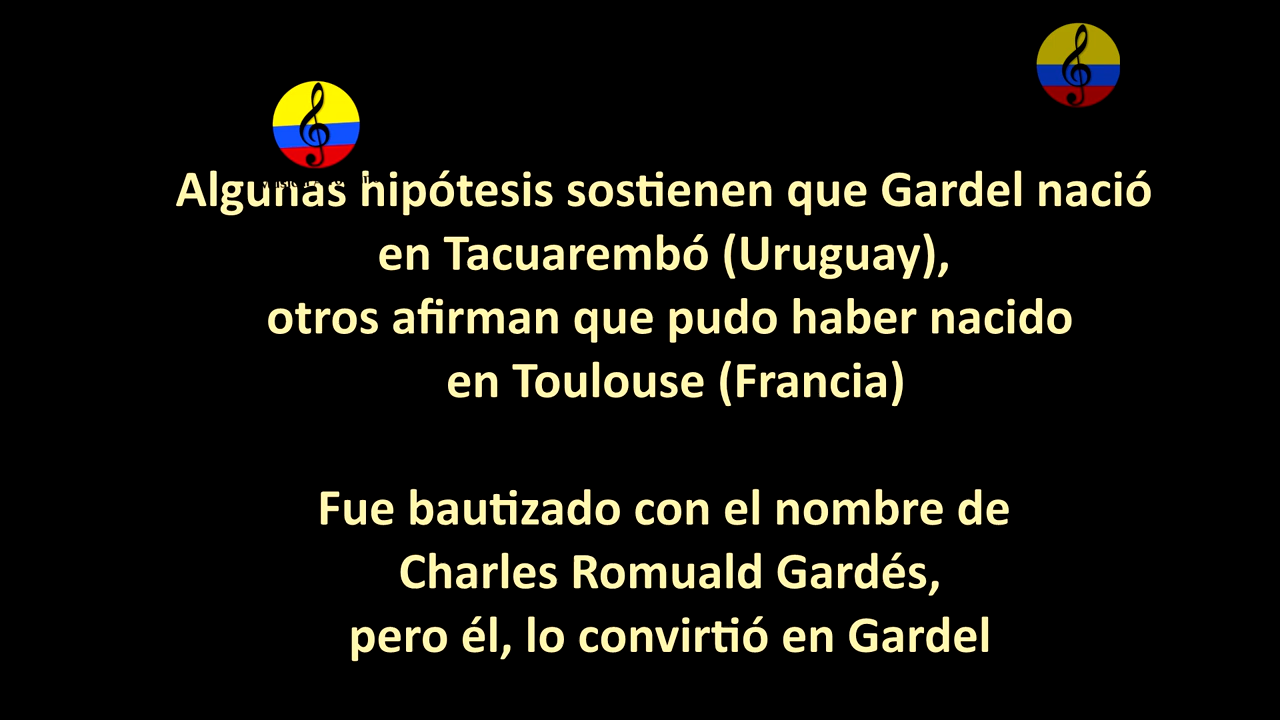 Algunas hipótesis sostienen que Gardel nació
en Tacuarembó (Uruguay),
otros afirman que pudo haber nacido
en Toulouse (Francia)
Fue bautizado con el nombre de
Charles Romuald Gardés,
pero él, lo convirtió en Gardel